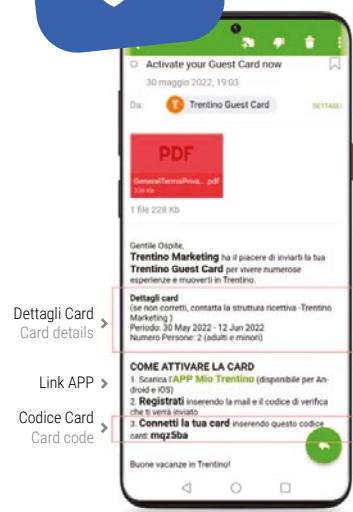 Activate your Guest Card now
30 maggio 2022, 19:03
Da: T Trentino Guest Card DETTAGLI
PDF
GeneralTermsPriva... .pdf
228 Kb
1 file 228 Kb
Gentile Ospite,
Trentino Marketing ha il piacere di inviarti la tua
Trentino Guest Card per vivere numerose
esperienze e muoverti in Trentino.
Dettagli card
(se non corretti, contatta la struttura ricettiva -Trentino
Marketing )
Periodo: 30 May 2022 - 12 Jun 2022
Numero Persone: 2 (adulti e minori)
Dettagli Card >
Card details
COME ATTIVARE LA CARD
1. Scarica l'APP Mio Trentino (disponibile per An-
droid e iOS)
Link APP >
2. Registrati inserendo la mail e il codice di verifica
che ti verrà inviato
3. Connetti la tua card inserendo questo codice
card: mqz5ba
Codice Card >
Card code
Buone vacanze in Trentino!